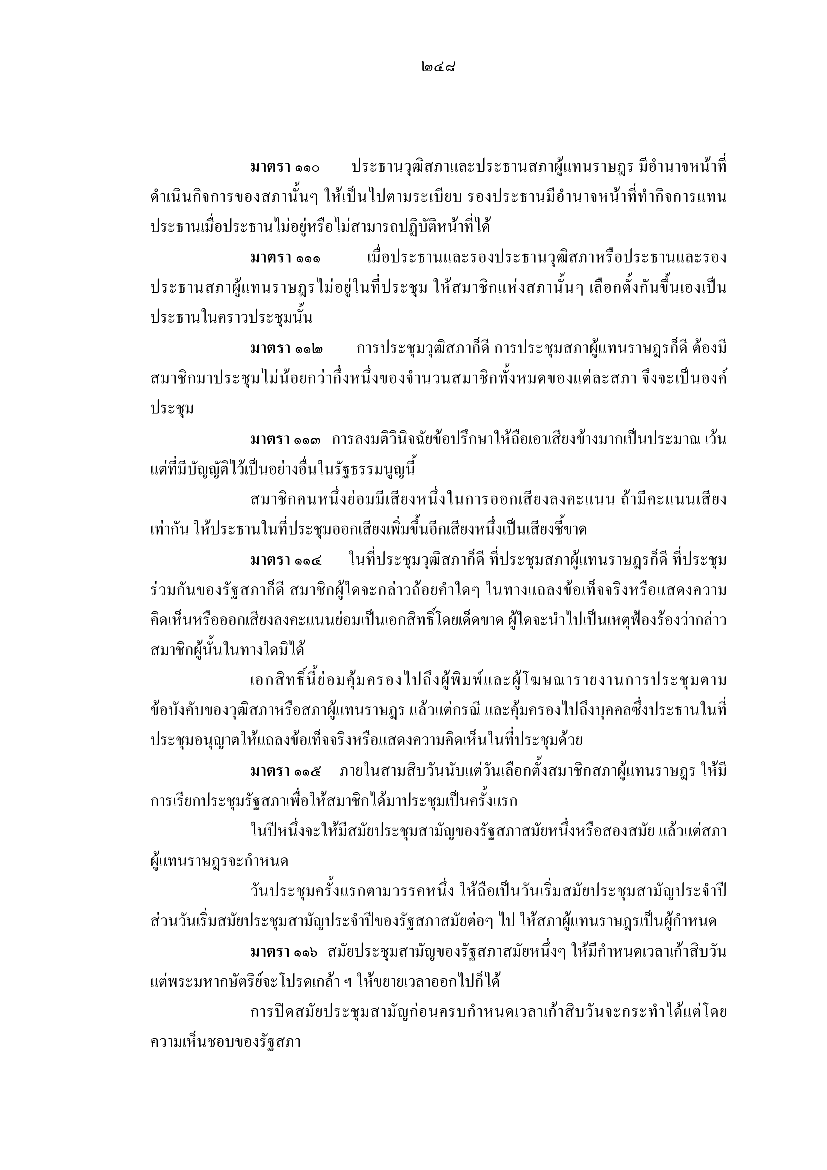 ๒๔๘
มาตรา ๑๑๐ ประธานวุฒิสภาและประธานสภาผู้แทนราษฎร มีอำนาจหน้าที่
ดำเนินกิจการของสภานั้นๆ ให้เป็นไปตามระเบียบ รองประธานมีอำนาจหน้าที่ทำกิจการแทน
ประธานเมื่อประธานไม่อยู่หรือไม่สามารถปฏิบัติหน้าที่ได้
มาตรา ๑๑๑ เมื่อประธานและรองประธานวุฒิสภาหรือประธานและรอง
ประธานสภาผู้แทนราษฎรไม่อยู่ในที่ประชุม ให้สมาชิกแห่งสภานั้นๆ เลือกตั้งกันขึ้นเองเป็น
ประธานในคราวประชุมนั้น
มาตรา ๑๑๒ การประชุมวุฒิสภาก็ดี การประชุมสภาผู้แทนราษฎรก็ดี ต้องมี
สมาชิกมาประชุมไม่น้อยกว่ากึ่งหนึ่งของจำนวนสมาชิกทั้งหมดของแต่ละสภา จึงจะเป็นองค์
ประชุม
มาตรา ๑๑๓ การลงมติวินิจฉัยข้อปรึกษาให้ถือเอาเสียงข้างมากเป็นประมาณ เว้น
แต่ที่มีบัญญัติไว้เป็นอย่างอื่นในรัฐธรรมนูญนี้
สมาชิกคนหนึ่งย่อมมีเสียงหนึ่งในการออกเสียงลงคะแนน ถ้ามีคะแนนเสียง
เท่ากัน ให้ประธานในที่ประชุมออกเสียงเพิ่มขึ้นอีกเสียงหนึ่งเป็นเสียงชี้ขาด
มาตรา ๑๑๔ ในที่ประชุมวุฒิสภาก็ดี ที่ประชุมสภาผู้แทนราษฎรก็ดี ที่ประชุม
ร่วมกันของรัฐสภาก็ดี สมาชิกผู้ใดจะกล่าวถ้อยคำใดๆ ในทางแถลงข้อเท็จจริงหรือแสดงความ
คิดเห็นหรือออกเสียงลงคะแนนย่อมเป็นเอกสิทธิ์โดยเด็ดขาด ผู้ใดจะนำไปเป็นเหตุฟ้องร้องว่ากล่าว
สมาชิกผู้นั้นในทางใดมิได้
เอกสิทธิ์นี้ย่อมคุ้มครองไปถึงผู้พิมพ์และผู้โฆษณารายงานการประชุมตาม
ข้อบังคับของวุฒิสภาหรือสภาผู้แทนราษฎร แล้วแต่กรณี และคุ้มครองไปถึงบุคคลซึ่งประธานในที่
ประชุมอนุญาตให้แถลงข้อเท็จจริงหรือแสดงความคิดเห็นในที่ประชุมด้วย
มาตรา ๑๑๕ ภายในสามสิบวันนับแต่วันเลือกตั้งสมาชิกสภาผู้แทนราษฎร ให้มี
การเรียกประชุมรัฐสภาเพื่อให้สมาชิกได้มาประชุมเป็นครั้งแรก
ในปีหนึ่งจะให้มีสมัยประชุมสามัญของรัฐสภาสมัยหนึ่งหรือสองสมัย แล้วแต่สภา
ผู้แทนราษฎรจะกำหนด
วันประชุมครั้งแรกตามวรรคหนึ่ง ให้ถือเป็นวันเริ่มสมัยประชุมสามัญประจำปี
ส่วนวันเริ่มสมัยประชุมสามัญประจำปีของรัฐสภาสมัยต่อๆ ไป ให้สภาผู้แทนราษฎรเป็นผู้กำหนด
มาตรา ๑๑๖ สมัยประชุมสามัญของรัฐสภาสมัยหนึ่งๆ ให้มีกำหนดเวลาเก้าสิบวัน
แต่พระมหากษัตริย์จะโปรดเกล้า ฯ ให้ขยายเวลาออกไปก็ได้
การปิดสมัยประชุมสามัญก่อนครบกำหนดเวลาเก้าสิบวันจะกระทำได้แต่โดย
ความเห็นชอบของรัฐสภา